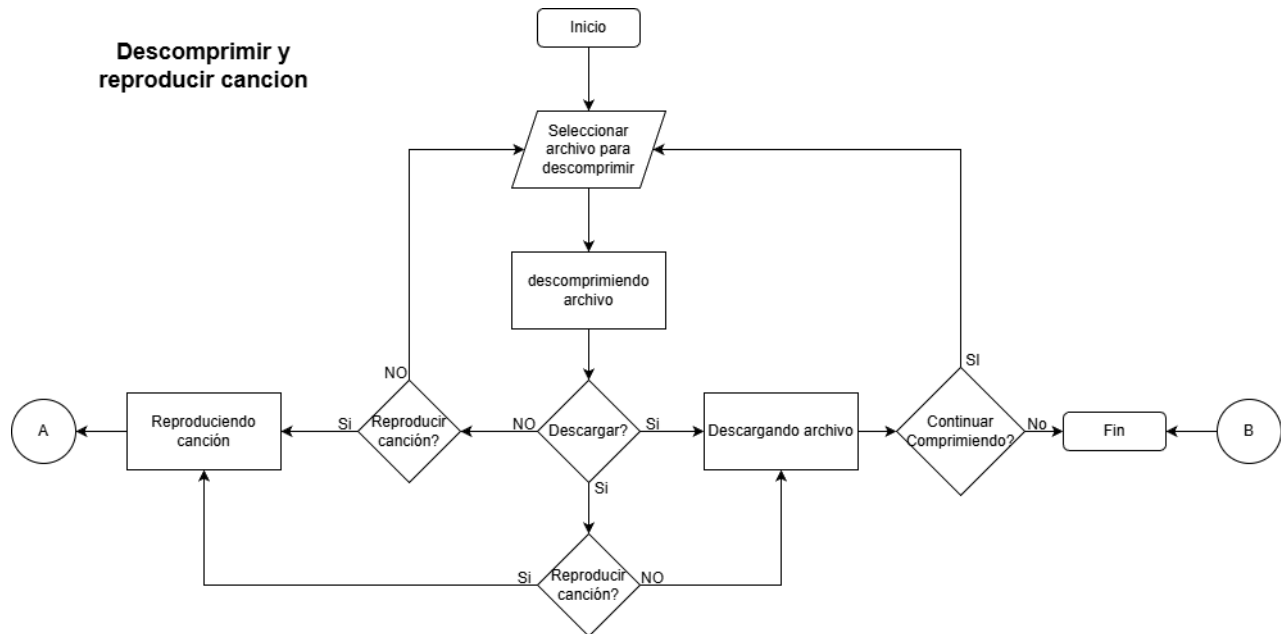 Inicio
Descomprimir y
reproducir cancion
Seleccionar
archivo para
descomprimir
descomprimiendo
archivo
SI
NO
A
Reproduciendo
canción
Si
Reproducir
canción?
NO
Descargar?
Si
Descargando archivo
Continuar
Comprimiendo?
No
Fin
B
Si
Si
Reproducir
canción?
NO